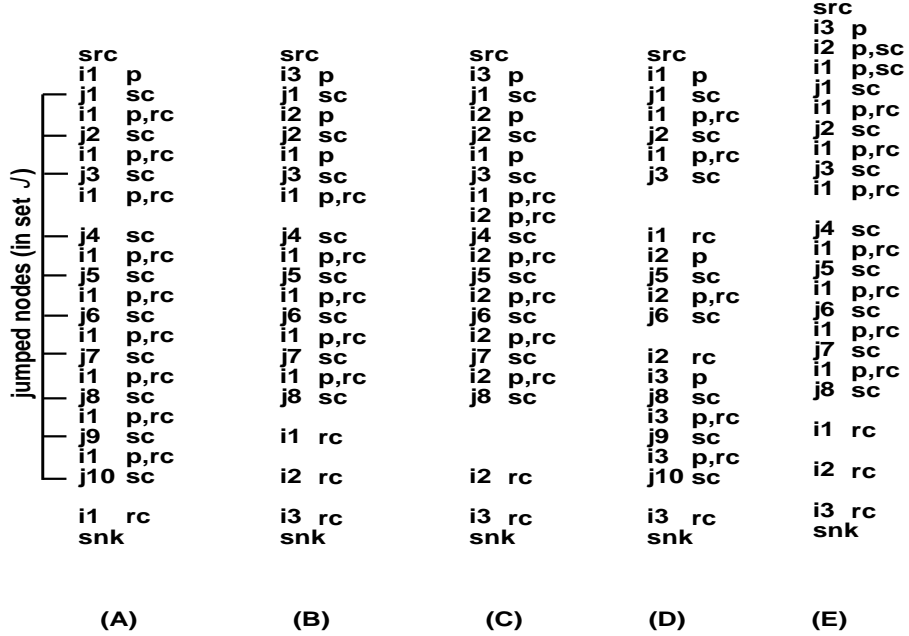 jumped nodes (in set J)
src
i1 p
j1 sc
i1 p,rc
j2 sc
i1 p,rc
j3 sc
i1 p,rc
j4 sc
i1 p,rc
j5 sc
i1 p,rc
j6 sc
i1 p,rc
j7 sc
i1 p,rc
j8 sc
i1 p,rc
j9 sc
i1 p,rc
j10 sc
i1 rc
snk
(A)
src
i3 p
j1 sc
i2 p
j2 sc
i1 p
j3 sc
i1 p,rc
j4 sc
i1 p,rc
j5 sc
i1 p,rc
j6 sc
i1 p,rc
j7 sc
i1 p,rc
j8 sc
i1 rc
i2 rc
i3 rc
snk
(B)
src
i3 p
j1 sc
i2 p
j2 sc
i1 p
j3 sc
i1 p,rc
i2 p,rc
j4 sc
i2 p,rc
j5 sc
i2 p,rc
j6 sc
i2 p,rc
j7 sc
i2 p,rc
j8 sc
i2 rc
i3 rc
snk
(C)
src
i1 p
j1 sc
i1 p,rc
j2 sc
i1 p,rc
j3 sc
i1 rc
i2 p
j5 sc
i2 p,rc
j6 sc
i2 rc
i3 p
j8 sc
i3 p,rc
j9 sc
i3 p,rc
j10 sc
i3 rc
snk
(D)
src
i3 p
i2 p,sc
i1 p,sc
j1 sc
i1 p,rc
j2 sc
i1 p,rc
j3 sc
i1 p,rc
j4 sc
i1 p,rc
j5 sc
i1 p,rc
j6 sc
i1 p,rc
j7 sc
i1 p,rc
j8 sc
i1 rc
i2 rc
i3 rc
snk
(E)